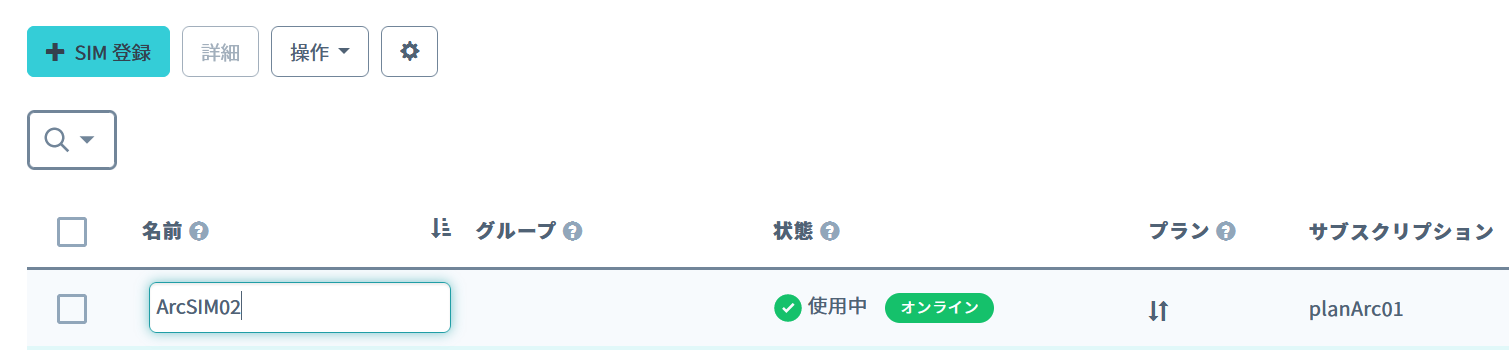 SIM 登録 詳細 操作
名前 グループ 状態 プラン サブスクリプション
ArcSIM02 使用中 オンライン planArc01